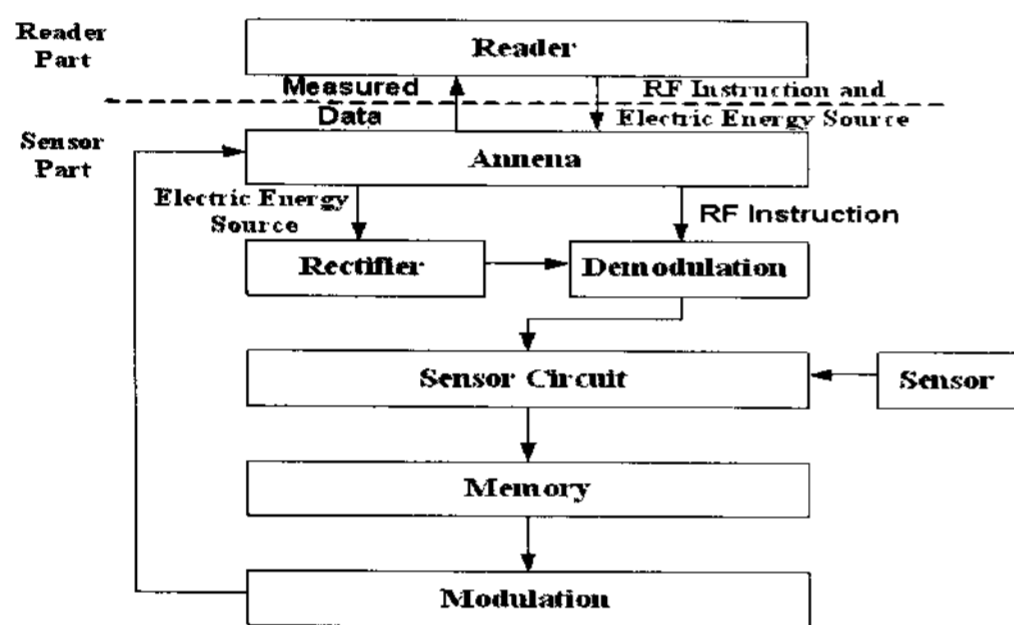 Reader
Part
Reader
Measured
Data
RF Instruction and
Electric Energy Source
Sensor
Part
Annena
Electric Energy
Source
RF Instruction
Rectifier
Demodulation
Sensor Circuit
Sensor
Memory
Modulation